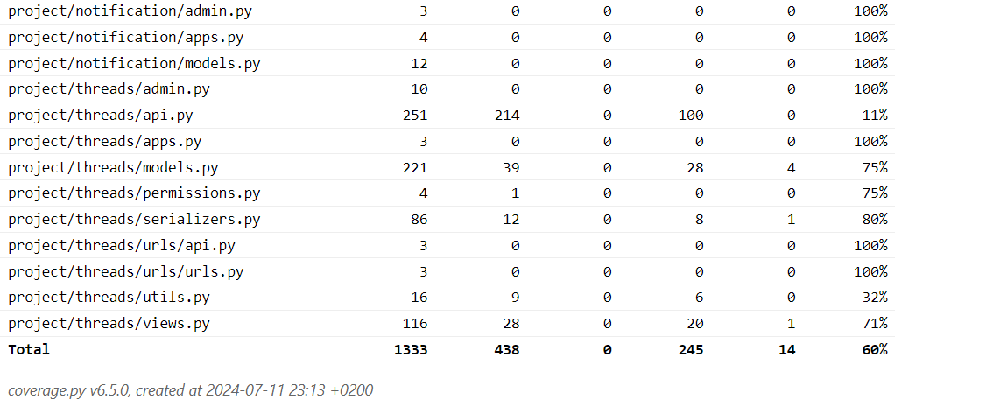 project/notification/admin.py 3 0 0 0 0 100%
project/notification/apps.py 4 0 0 0 0 100%
project/notification/models.py 12 0 0 0 0 100%
project/threads/admin.py 10 0 0 0 0 100%
project/threads/api.py 251 214 0 100 0 11%
project/threads/apps.py 3 0 0 0 0 100%
project/threads/models.py 221 39 0 28 4 75%
project/threads/permissions.py 4 1 0 0 0 75%
project/threads/serializers.py 86 12 0 8 1 80%
project/threads/urls/api.py 3 0 0 0 0 100%
project/threads/urls/urls.py 3 0 0 0 0 100%
project/threads/utils.py 16 9 0 6 0 32%
project/threads/views.py 116 28 0 20 1 71%
Total 1333 438 0 245 14 60%
coverage.py v6.5.0, created at 2024-07-11 23:13 +0200